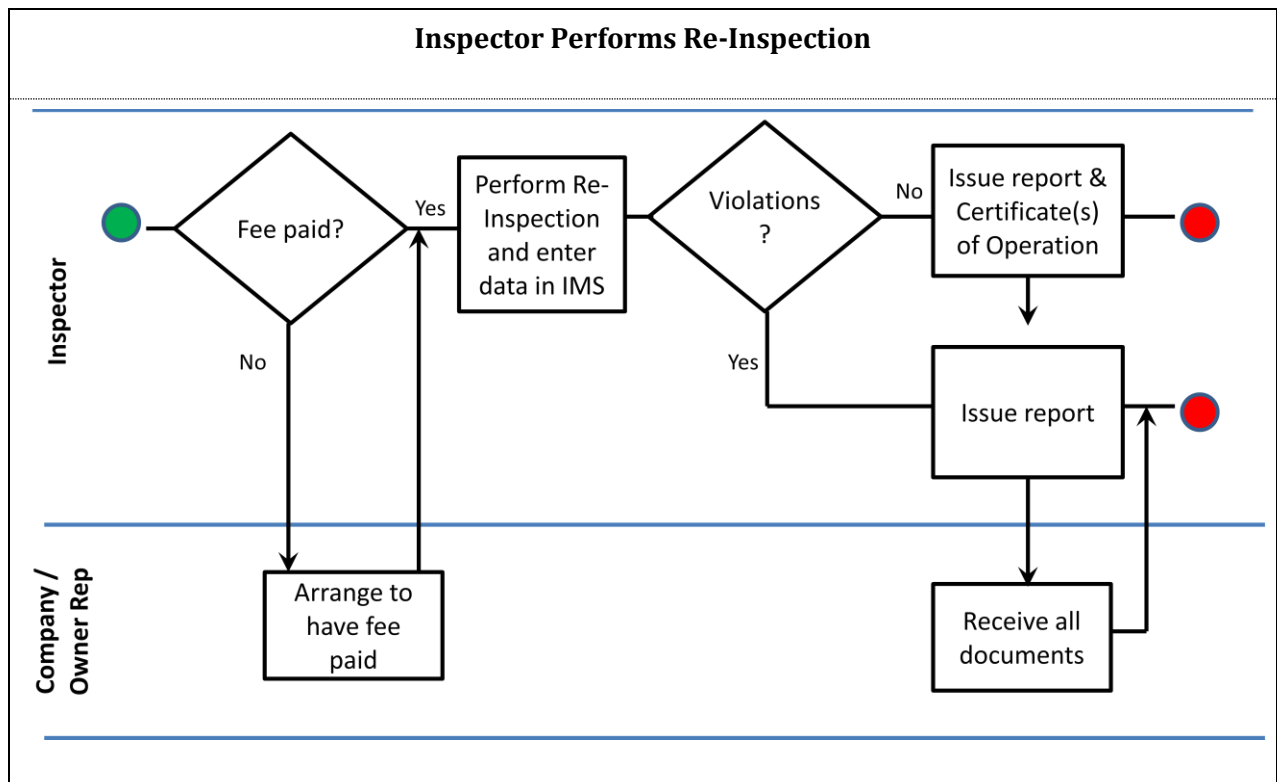 Inspector Performs Re-Inspection
Inspector
Fee paid?
Yes
No
Perform Re-
Inspection
and enter
data in IMS
Violations
?
No
Yes
Issue report &
Certificate(s)
of Operation
Issue report
Company /
Owner Rep
Arrange to
have fee
paid
Receive all
documents